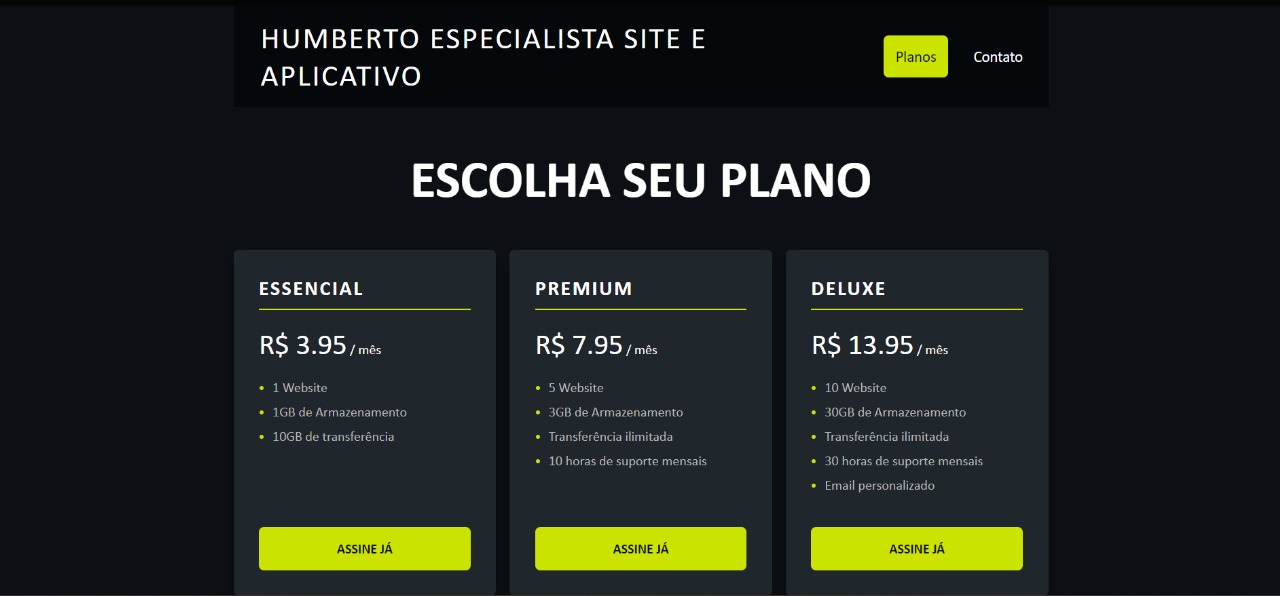 HUMBERTO ESPECIALISTA SITE E
APLICATIVO
Planos
Contato
ESCOLHA SEU PLANO
ESSENCIAL
R$ 3.95 / mês
1 Website
1GB de Armazenamento
10GB de transferência
ASSINE JÁ
PREMIUM
R$ 7.95 / mês
5 Website
3GB de Armazenamento
Transferência ilimitada
10 horas de suporte mensais
ASSINE JÁ
DELUXE
R$ 13.95 / mês
10 Website
30GB de Armazenamento
Transferência ilimitada
30 horas de suporte mensais
Email personalizado
ASSINE JÁ